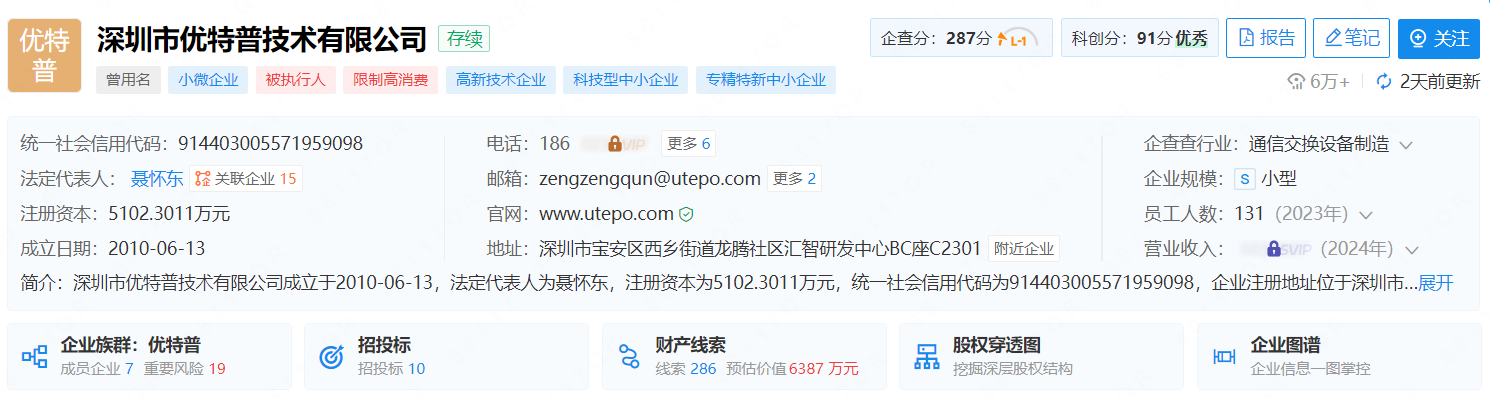 优特普
深圳市优特普技术有限公司 存续
企查分：287分 L-1 科创分：91分 优秀 报告 笔记 关注
曾用名 小微企业 被执行人 限制高消费 高新技术企业 科技型中小企业 专精特新中小企业
6万+ 2天前更新
统一社会信用代码：914403005571959098 电话：186 VIP 更多 6 企查查行业：通信交换设备制造
法定代表人：聂怀东 关联企业 15 邮箱：zengzengqun@utepo.com 更多 2 企业规模：S 小型
注册资本：5102.3011万元 官网：www.utepo.com 员工人数：131（2023年）
成立日期：2010-06-13 地址：深圳市宝安区西乡街道龙腾社区汇智研发中心BC座C2301 附近企业 营业收入：SVIP（2024年）
简介：深圳市优特普技术有限公司成立于2010-06-13，法定代表人为聂怀东，注册资本为5102.3011万元，统一社会信用代码为914403005571959098，企业注册地址位于深圳市...展开
企业族群：优特普 招投标 财产线索 股权穿透图 企业图谱
成员企业 7 重要风险 19 招投标 10 线索 286 预估价值 6387 万元 挖掘深层股权结构 企业信息一图掌控